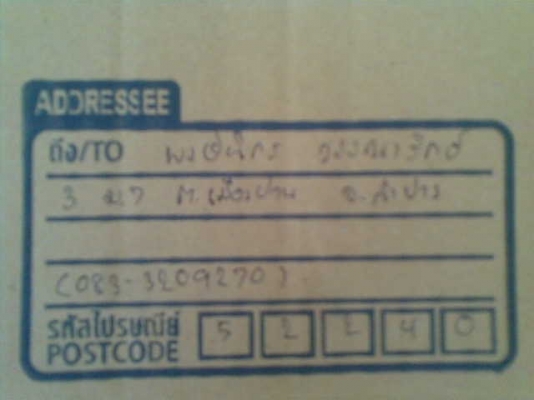 ADDRESSEE
ถึง/TO
3 ม.7 ต.เมืองปาน จ.ลำปาง
(083-3209270)
รหัสไปรษณีย์ 5 2 2 4 0
POSTCODE